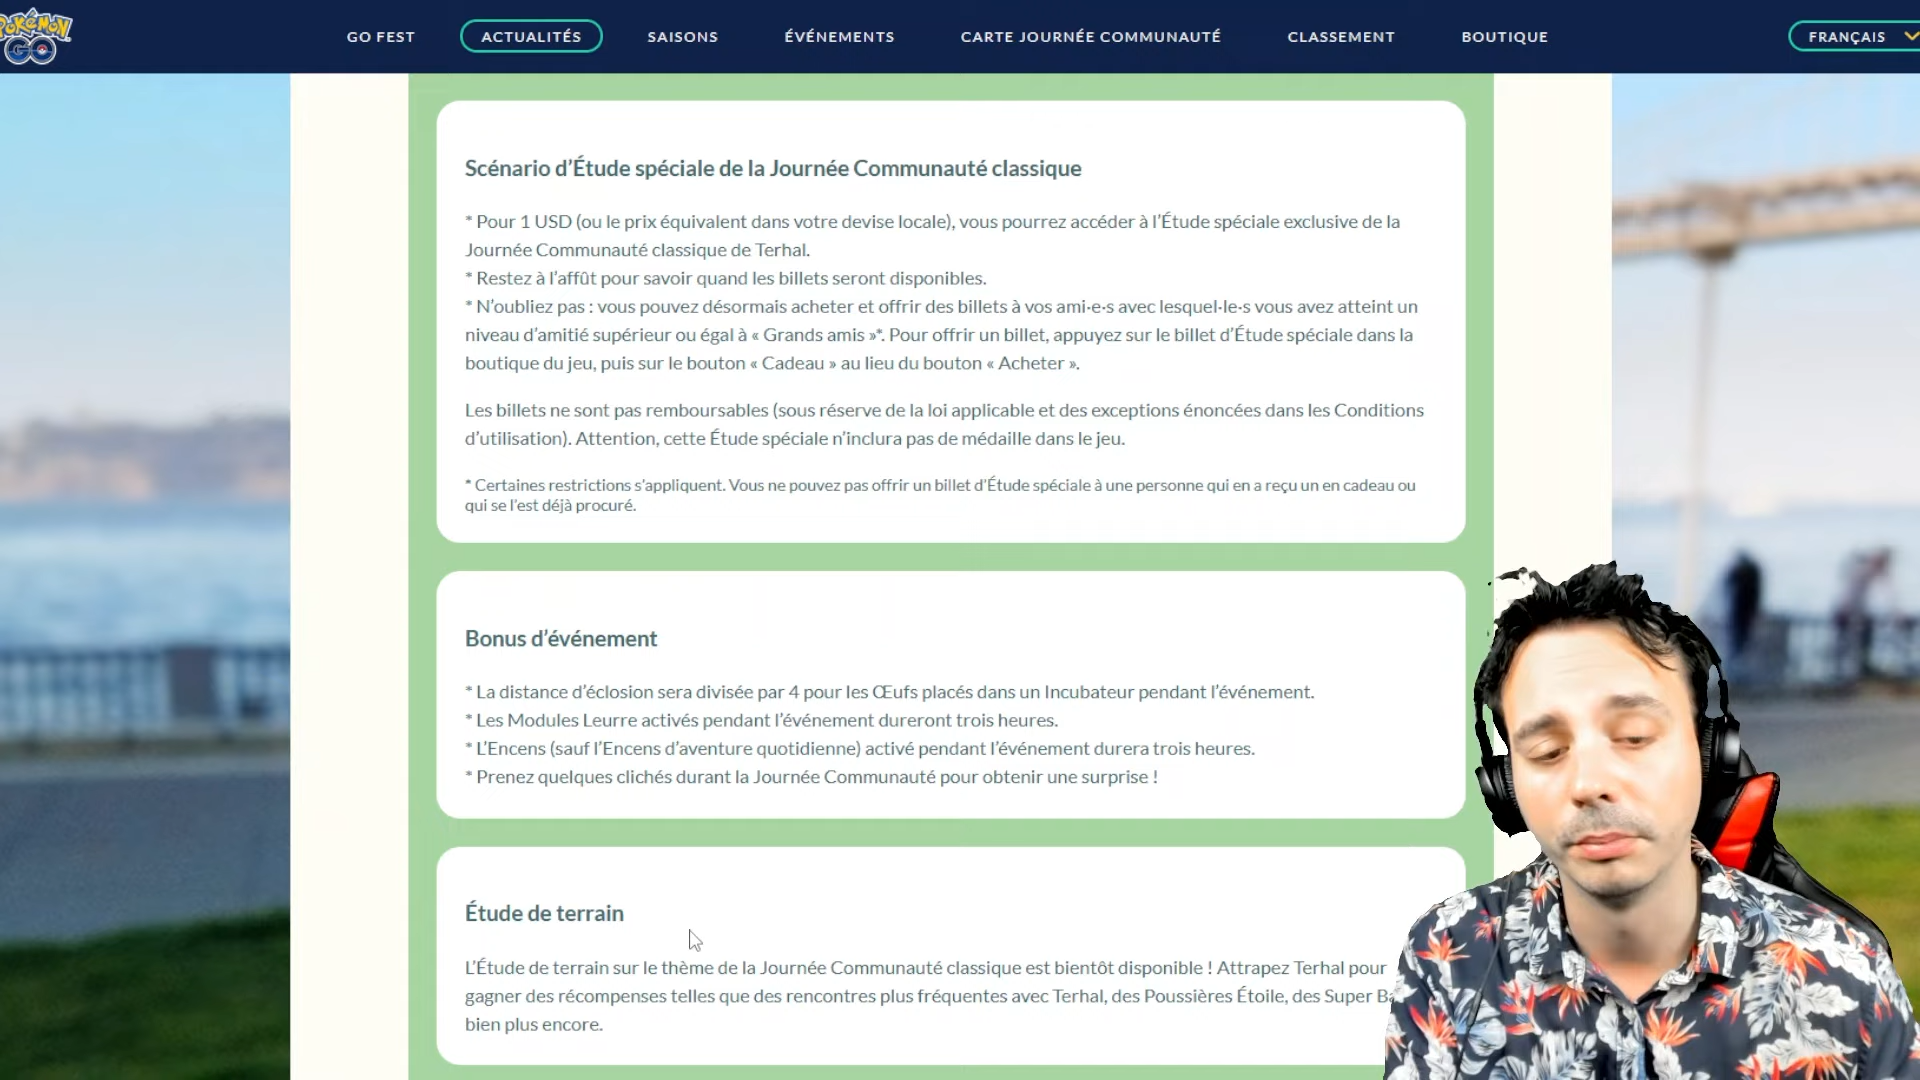 Pokémon
GO
GO FEST
ACTUALITÉS
SAISONS
ÉVÉNEMENTS
CARTE JOURNÉE COMMUNAUTÉ
CLASSEMENT
BOUTIQUE
FRANÇAIS
Scénario d’Étude spéciale de la Journée Communauté classique
* Pour 1 USD (ou le prix équivalent dans votre devise locale), vous pourrez accéder à l’Étude spéciale exclusive de la
Journée Communauté classique de Terhal.
* Restez à l’affût pour savoir quand les billets seront disponibles.
* N’oubliez pas : vous pouvez désormais acheter et offrir des billets à vos ami·e·s avec lesquel·le·s vous avez atteint un
niveau d’amitié supérieur ou égal à « Grands amis »*. Pour offrir un billet, appuyez sur le billet d’Étude spéciale dans la
boutique du jeu, puis sur le bouton « Cadeau » au lieu du bouton « Acheter ».
Les billets ne sont pas remboursables (sous réserve de la loi applicable et des exceptions énoncées dans les Conditions
d’utilisation). Attention, cette Étude spéciale n’inclura pas de médaille dans le jeu.
* Certaines restrictions s’appliquent. Vous ne pouvez pas offrir un billet d’Étude spéciale à une personne qui en a reçu un en cadeau ou
qui se l’est déjà procuré.
Bonus d’événement
* La distance d’éclosion sera divisée par 4 pour les Œufs placés dans un Incubateur pendant l’événement.
* Les Modules Leurre activés pendant l’événement dureront trois heures.
* L’Encens (sauf l’Encens d’aventure quotidienne) activé pendant l’événement durera trois heures.
* Prenez quelques clichés durant la Journée Communauté pour obtenir une surprise !
Étude de terrain
L’Étude de terrain sur le thème de la Journée Communauté classique est bientôt disponible ! Attrapez Terhal pour
gagner des récompenses telles que des rencontres plus fréquentes avec Terhal, des Poussières Étoile, des Super
bien plus encore.